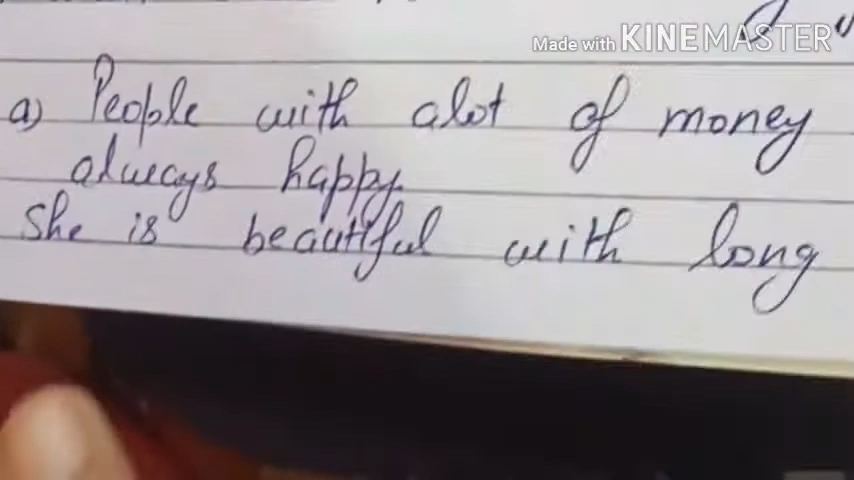 Made with KINEMASTER
a) People with alot of money
always happy.
She is beautiful with long